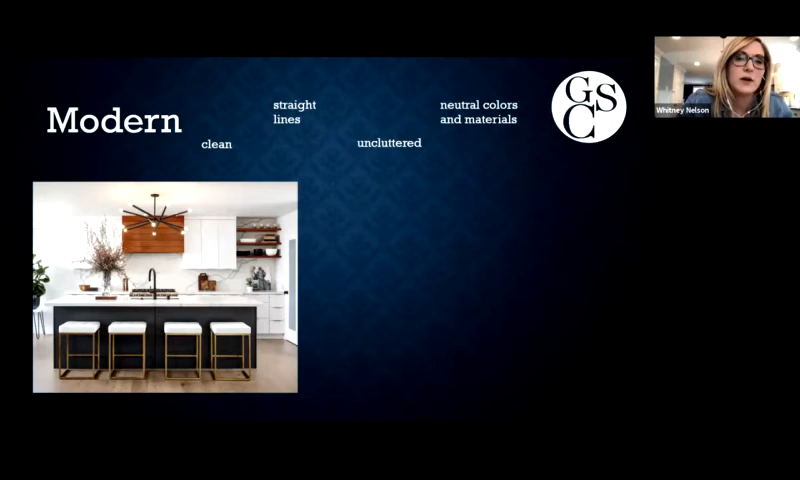 Modern
clean
straight
lines
uncluttered
neutral colors
and materials
GSC
Whitney Nelson